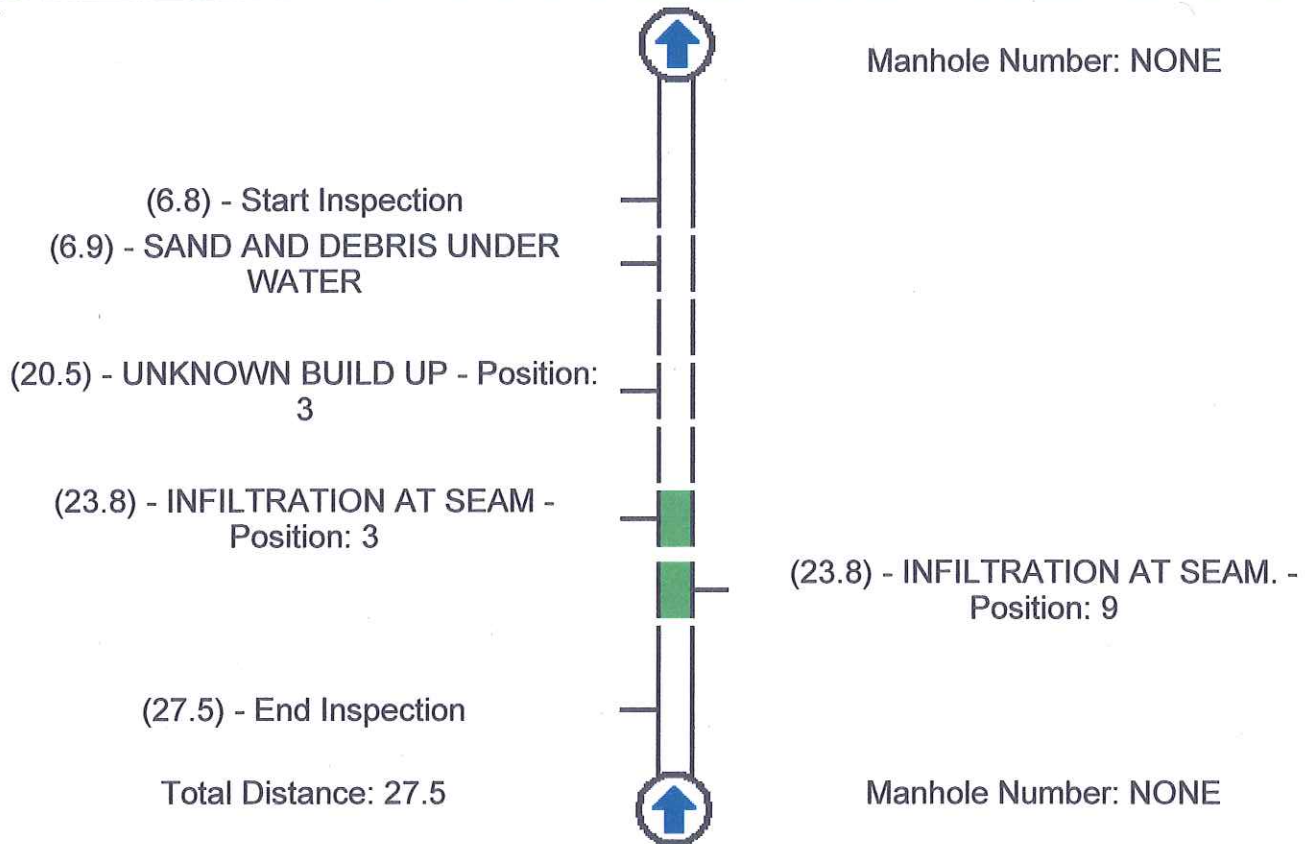 Manhole Number: NONE
(6.8) - Start Inspection
(6.9) - SAND AND DEBRIS UNDER
WATER
(20.5) - UNKNOWN BUILD UP - Position:
3
(23.8) - INFILTRATION AT SEAM -
Position: 3
(23.8) - INFILTRATION AT SEAM. -
Position: 9
(27.5) - End Inspection
Total Distance: 27.5
Manhole Number: NONE